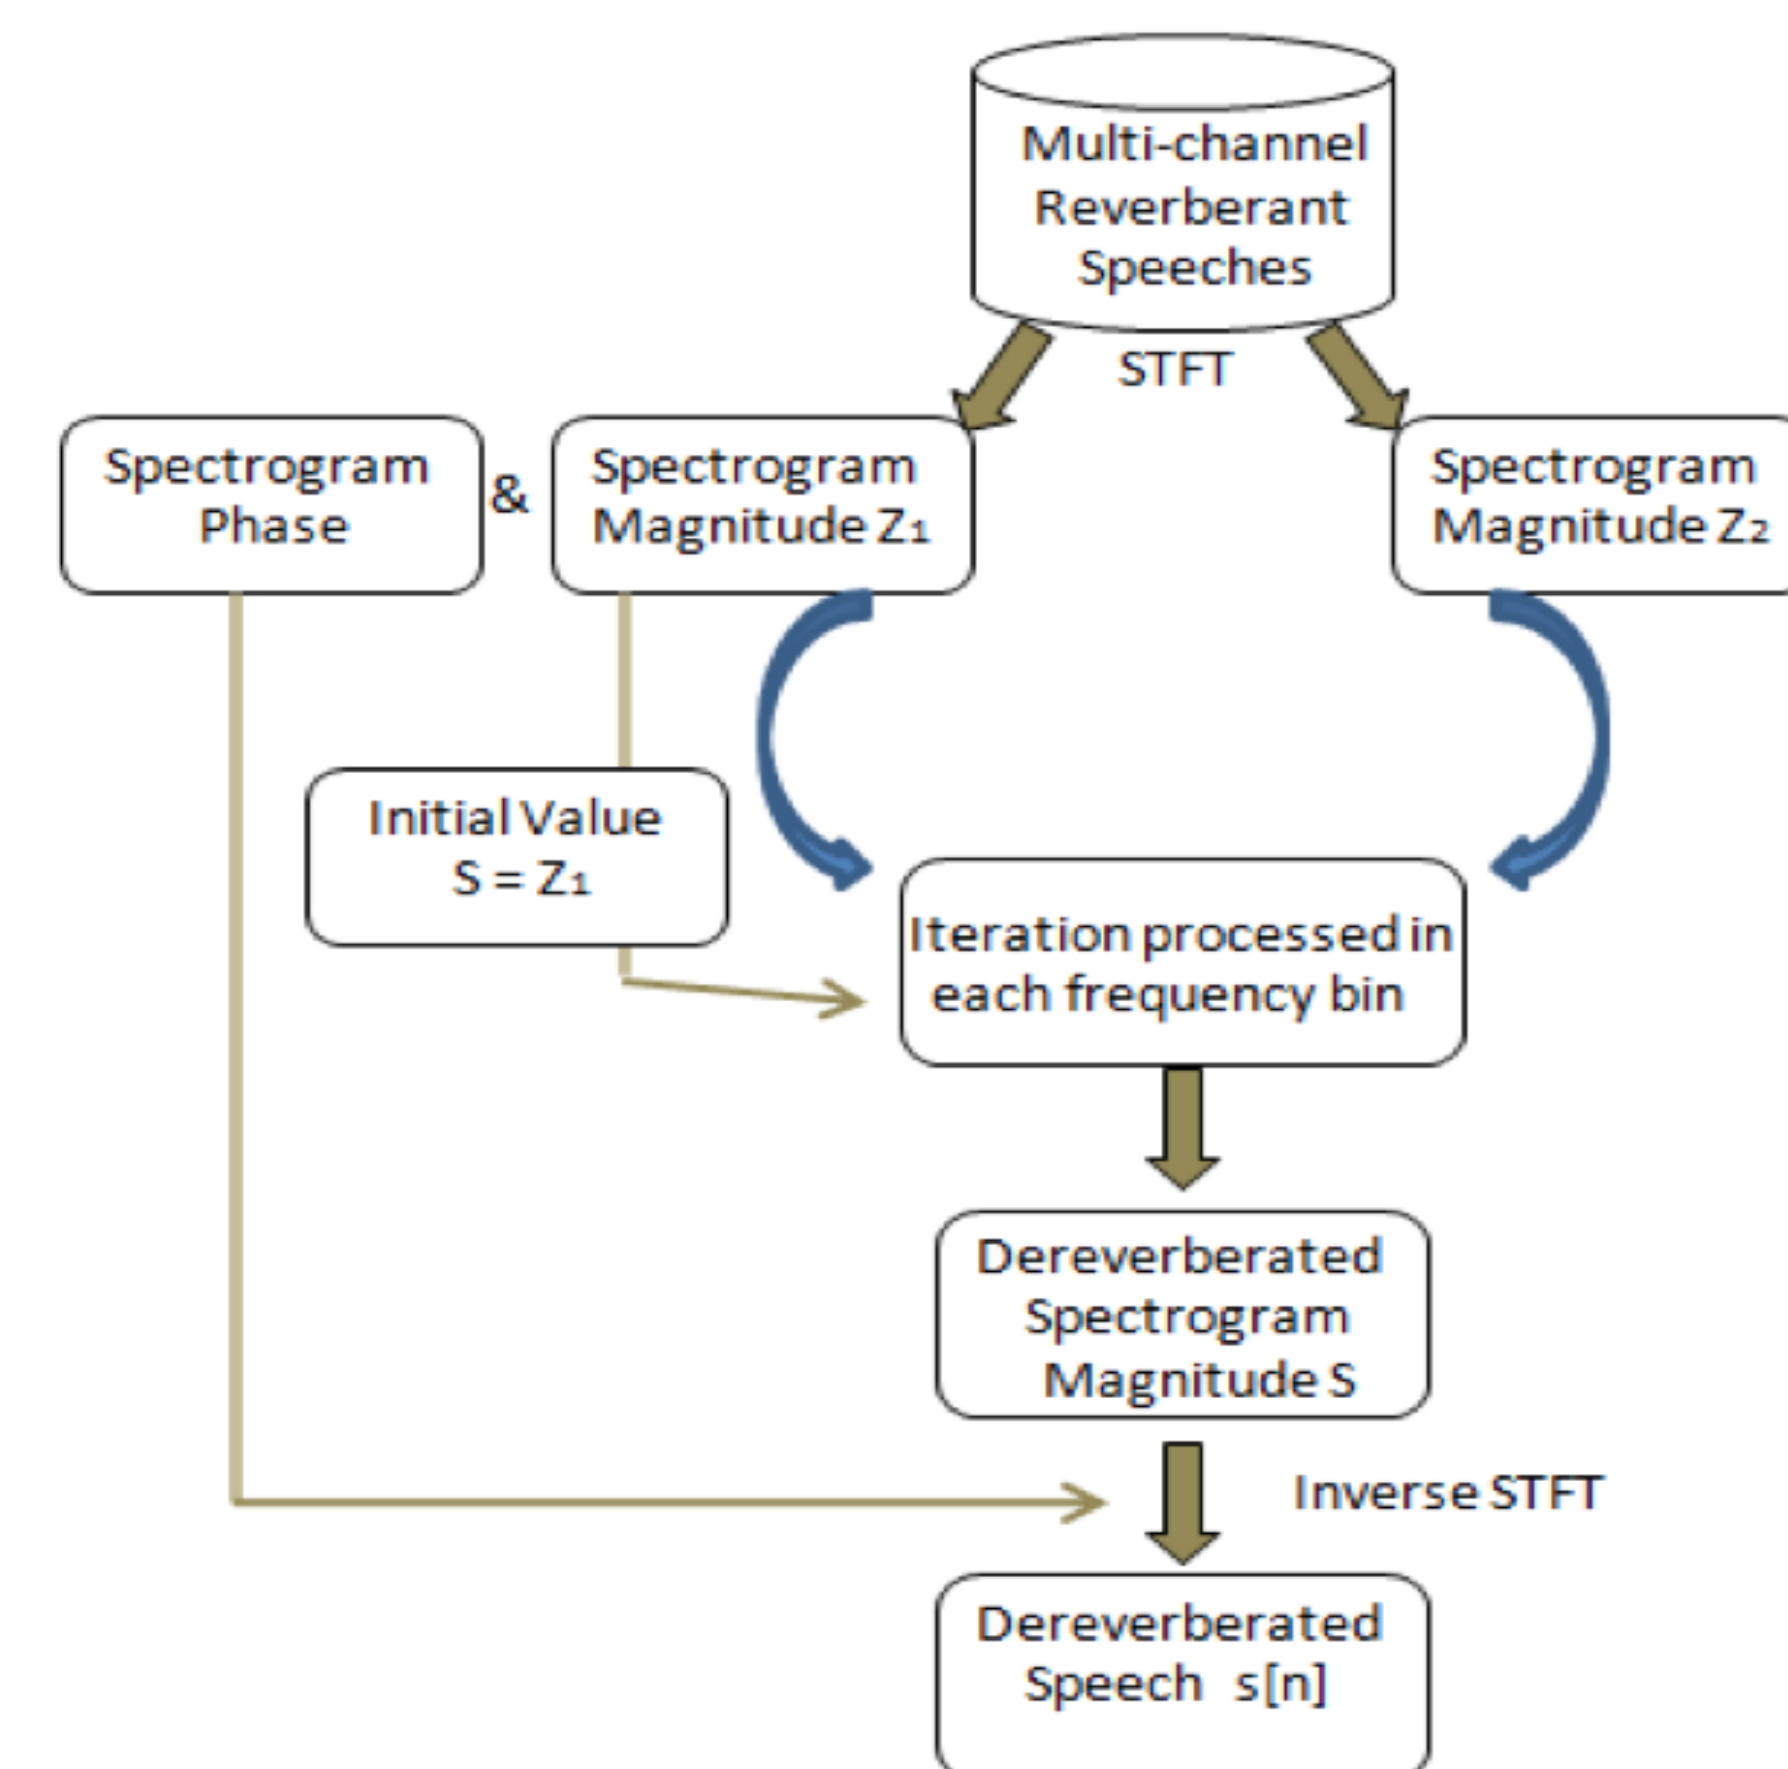 Multi-channel
Reverberant
Speeches
STFT
Spectrogram
Phase
&
Spectrogram
Magnitude Z₁
Spectrogram
Magnitude Z₂
Initial Value
S = Z₁
Iteration processed in
each frequency bin
Dereverberated
Spectrogram
Magnitude S
Inverse STFT
Dereverberated
Speech s[n]